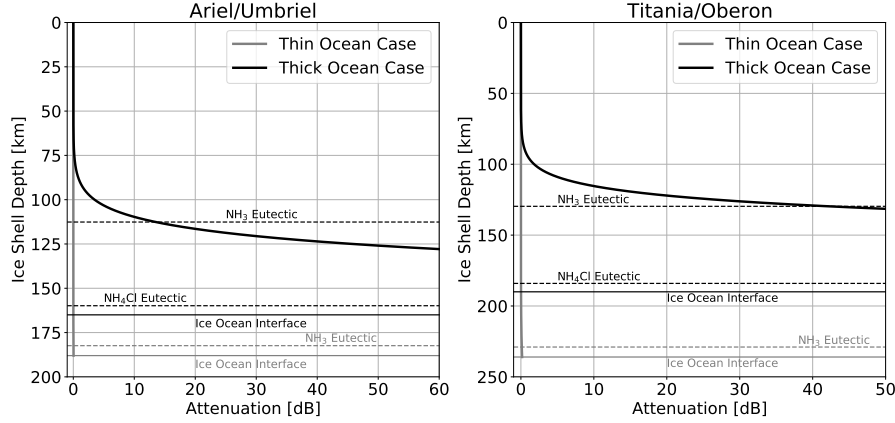 Ariel/Umbriel
Thin Ocean Case
Thick Ocean Case
0
25
50
75
100
125
150
175
200
Ice Shell Depth [km]
NH₃ Eutectic
NH₄Cl Eutectic
Ice Ocean Interface
NH₃ Eutectic
Ice Ocean Interface
0
10
20
30
40
50
60
Attenuation [dB]
Titania/Oberon
Thin Ocean Case
Thick Ocean Case
0
50
100
150
200
250
Ice Shell Depth [km]
NH₃ Eutectic
NH₄Cl Eutectic
Ice Ocean Interface
NH₃ Eutectic
Ice Ocean Interface
0
10
20
30
40
50
Attenuation [dB]